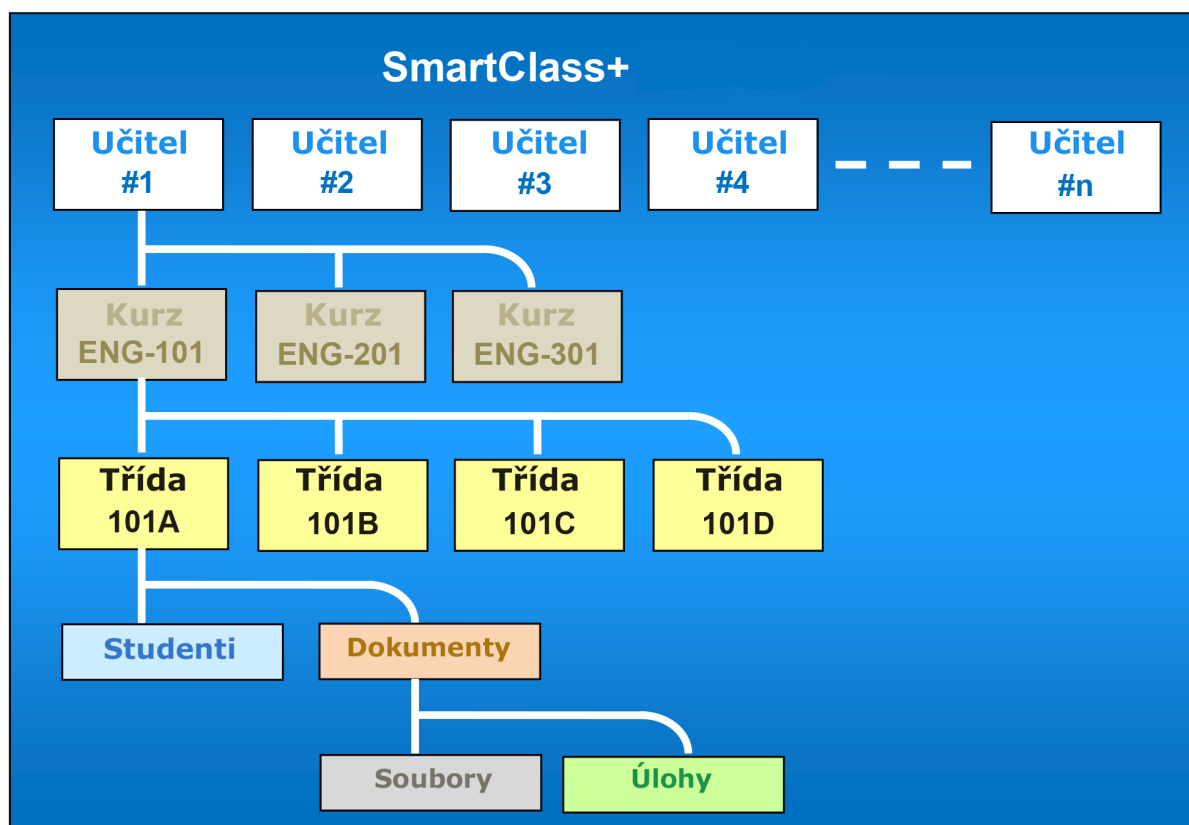 SmartClass+
Učitel
#1
Učitel
#2
Učitel
#3
Učitel
#4
Učitel
#n
Kurz
ENG-101
Kurz
ENG-201
Kurz
ENG-301
Třída
101A
Třída
101B
Třída
101C
Třída
101D
Studenti
Dokumenty
Soubory
Úlohy